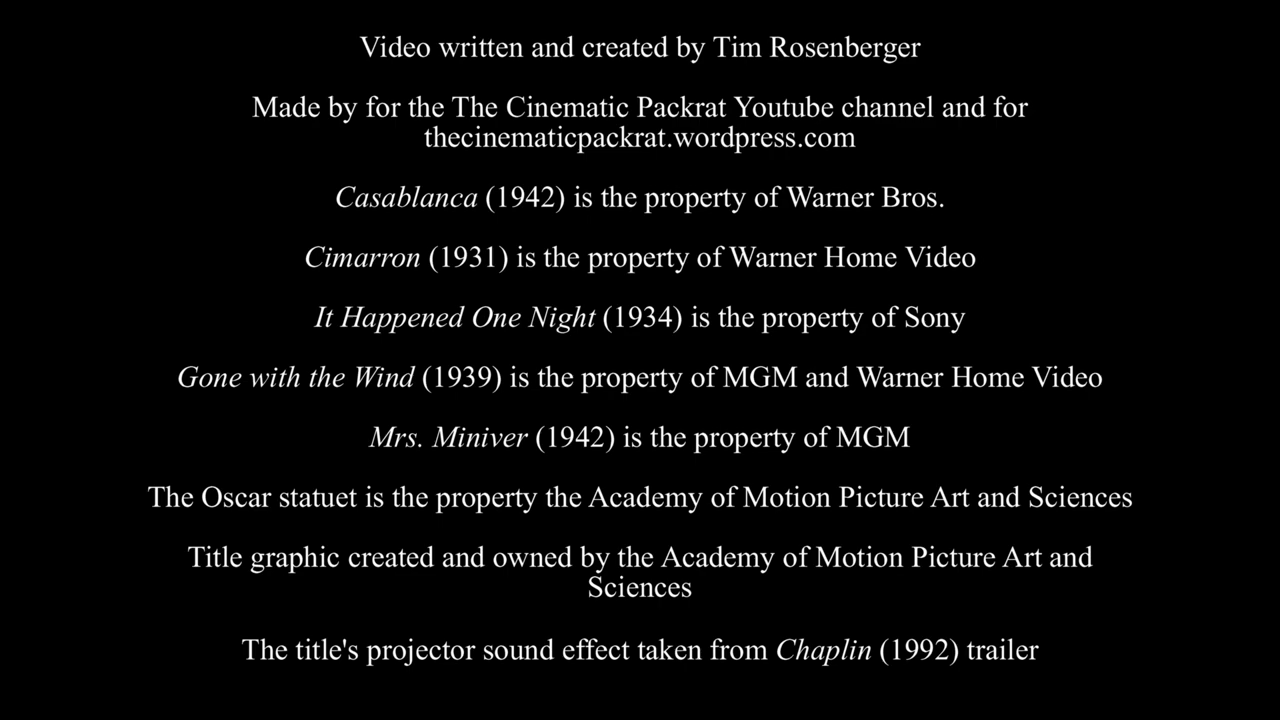 Video written and created by Tim Rosenberger
Made by for the The Cinematic Packrat Youtube channel and for
thecinematicpackrat.wordpress.com
Casablanca (1942) is the property of Warner Bros.
Cimarron (1931) is the property of Warner Home Video
It Happened One Night (1934) is the property of Sony
Gone with the Wind (1939) is the property of MGM and Warner Home Video
Mrs. Miniver (1942) is the property of MGM
The Oscar statuet is the property the Academy of Motion Picture Art and Sciences
Title graphic created and owned by the Academy of Motion Picture Art and
Sciences
The title's projector sound effect taken from Chaplin (1992) trailer